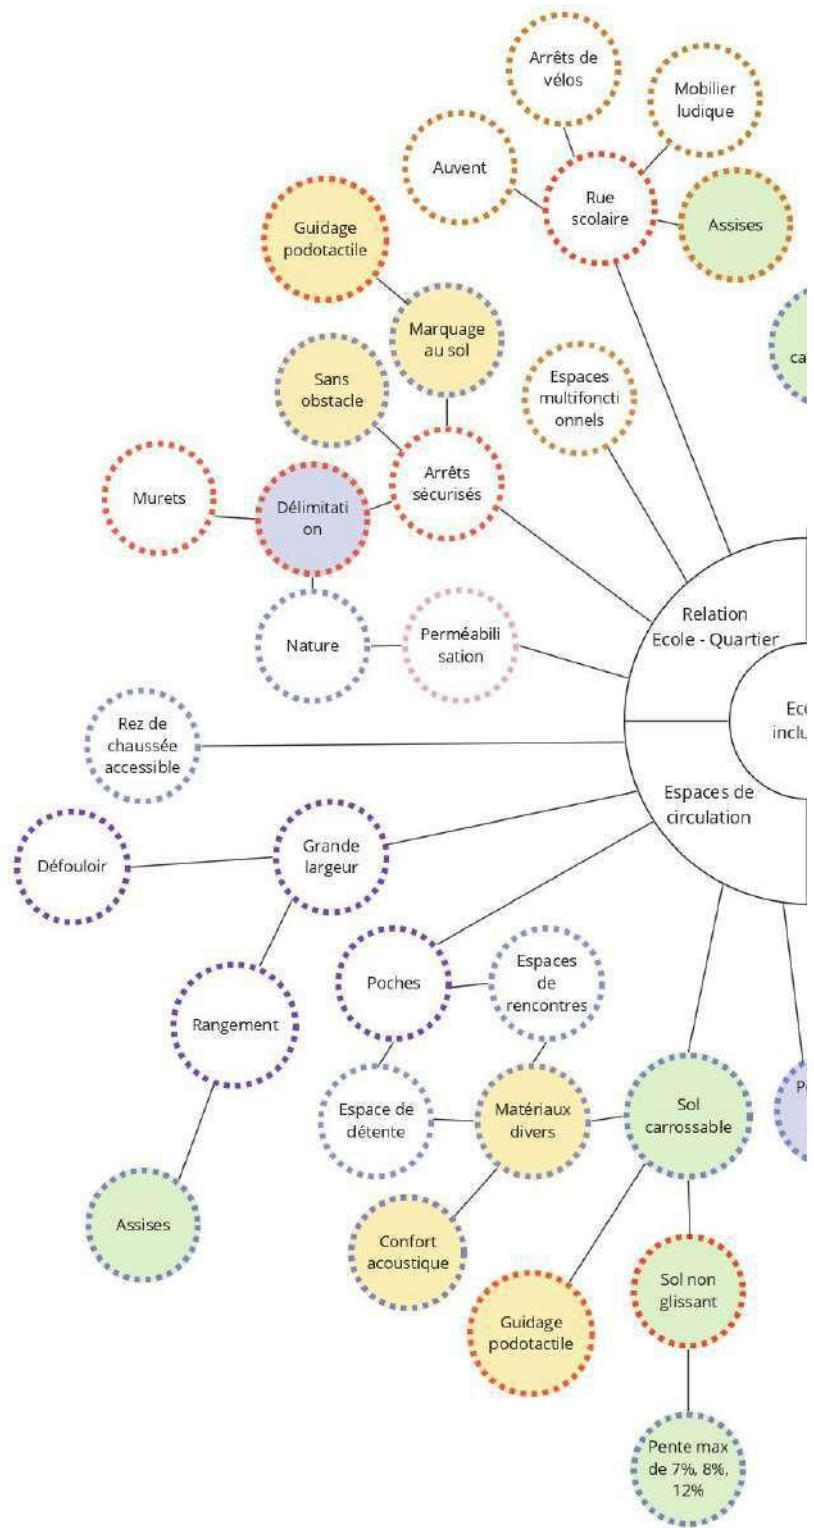 Arrêts de
vélos
Mobilier
ludique
Auvent
Rue
scolaire
Assises
Guidage
podotactile
Marquage
au sol
Sans
obstacle
Espaces
multifoncti
onnels
ca
Arrêts
sécurisés
Murets
Délimitati
on
Nature
Perméabili
sation
Relation
Ecole - Quartier
Rez de
chaussée
accessible
Espaces de
circulation
Défouloir
Grande
largeur
Poches
Espaces
de
rencontres
Rangement
Espace de
détente
Matériaux
divers
Sol
carrossable
Assises
Confort
acoustique
Sol non
glissant
Guidage
podotactile
Pente max
de 7%, 8%,
12%